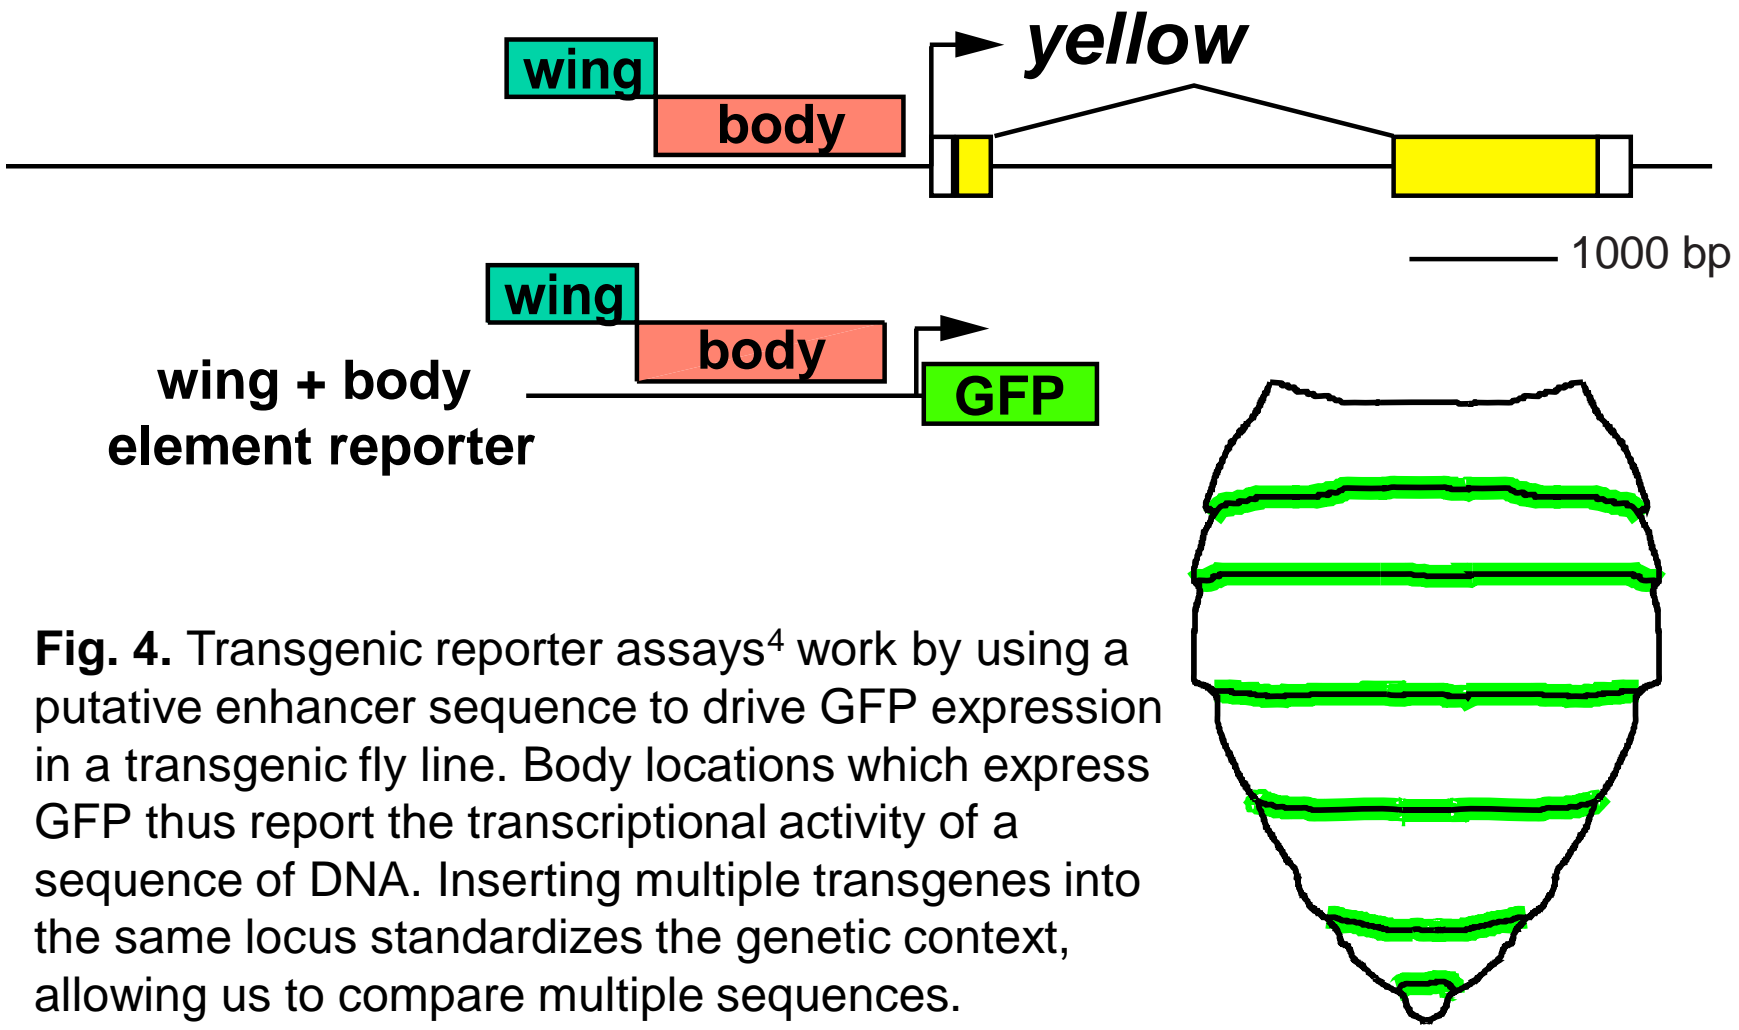 yellow
wing
body
1000 bp
wing
body
GFP
wing + body
element reporter
Fig. 4. Transgenic reporter assays⁴ work by using a
putative enhancer sequence to drive GFP expression
in a transgenic fly line. Body locations which express
GFP thus report the transcriptional activity of a
sequence of DNA. Inserting multiple transgenes into
the same locus standardizes the genetic context,
allowing us to compare multiple sequences.